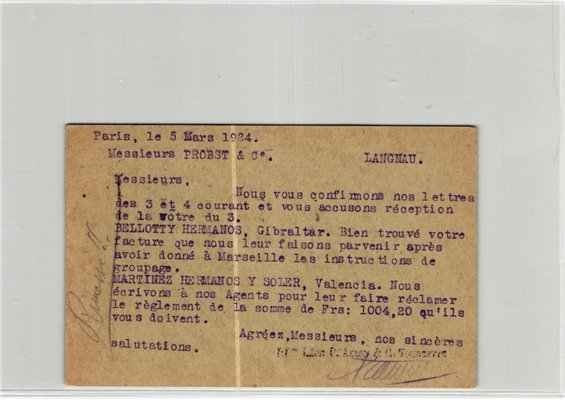 Paris, le 5 Mars 1924.
Messieurs PROBST & Co. LANGNAU.
Messieurs,
Nous vous confirmons nos lettres
des 3 et 4 courant et vous accusons réception
de la vôtre du 3.
BELLOTTY HERMANOS, Gibraltar. Bien trouvé votre
facture que nous leur faisons parvenir après
avoir donné à Marseille les instructions de
groupage.
MARTINEZ HERMANOS Y SOLER, Valencia. Nous
écrivons à nos Agents pour leur faire réclamer
le règlement de la somme de Frs: 1004,20 qu'ils
vous doivent.
Agréez,Messieurs, nos sincères
salutations.
Léon &